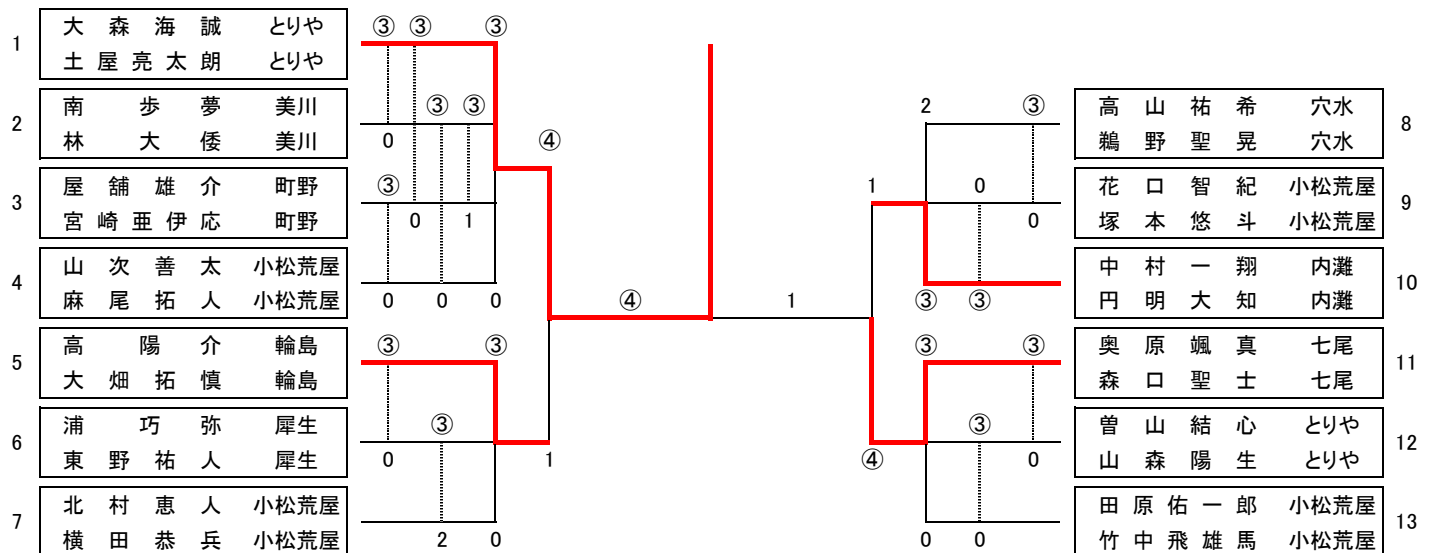 1 大森海誠 とりや
土屋亮太朗 とりや
2 南歩夢 美川
林大倭 美川
3 屋舗雄介 町野
宮崎亜伊応 町野
4 山次善太 小松荒屋
麻尾拓人 小松荒屋
5 高陽介 輪島
大畑拓慎 輪島
6 浦巧弥 犀生
東野祐人 犀生
7 北村恵人 小松荒屋
横田恭兵 小松荒屋
③ ③ ③
③ ③
0 ④
③
0 1
0 0 0
④
③ ③
③
0 1
2 0
2 ③
1 0
0
③ ③
1
③ ③
③
④ 0
0 0
高山祐希 穴水 8
鵜野聖晃 穴水
花口智紀 小松荒屋 9
塚本悠斗 小松荒屋
中村一翔 内灘 10
円明大知 内灘
奥原颯真 七尾 11
森口聖士 七尾
曽山結心 とりや 12
山森陽生 とりや
田原佑一郎 小松荒屋 13
竹中飛雄馬 小松荒屋